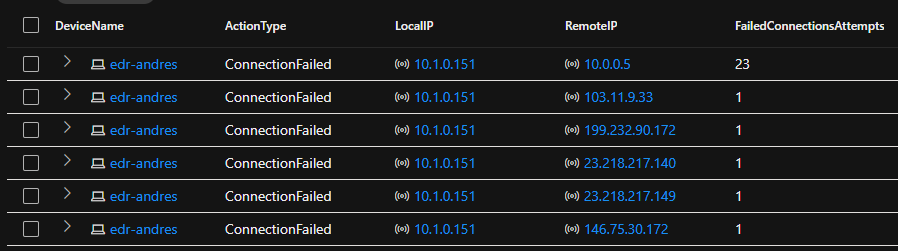 DeviceName ActionType LocalIP RemoteIP FailedConnectionsAttempts
edr-andres ConnectionFailed 10.1.0.151 10.0.0.5 23
edr-andres ConnectionFailed 10.1.0.151 103.11.9.33 1
edr-andres ConnectionFailed 10.1.0.151 199.232.90.172 1
edr-andres ConnectionFailed 10.1.0.151 23.218.217.140 1
edr-andres ConnectionFailed 10.1.0.151 23.218.217.149 1
edr-andres ConnectionFailed 10.1.0.151 146.75.30.172 1